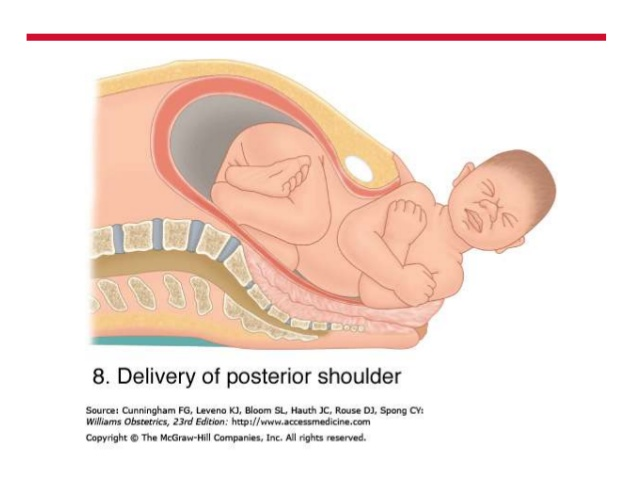 8. Delivery of posterior shoulder
Source: Cunningham FG, Leveno KJ, Bloom SL, Hauth JC, Rouse DJ, Spong CY:
Williams Obstetrics, 23rd Edition: http://www.accessmedicine.com
Copyright © The McGraw-Hill Companies, Inc. All rights reserved.